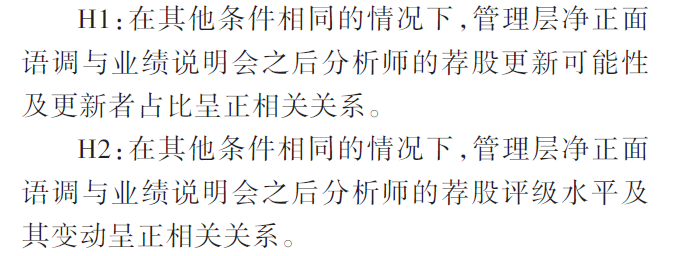 H1:在其他条件相同的情况下,管理层净正面
语调与业绩说明会之后分析师的荐股更新可能性
及更新者占比呈正相关关系。
H2:在其他条件相同的情况下,管理层净正面
语调与业绩说明会之后分析师的荐股评级水平及
其变动呈正相关关系。